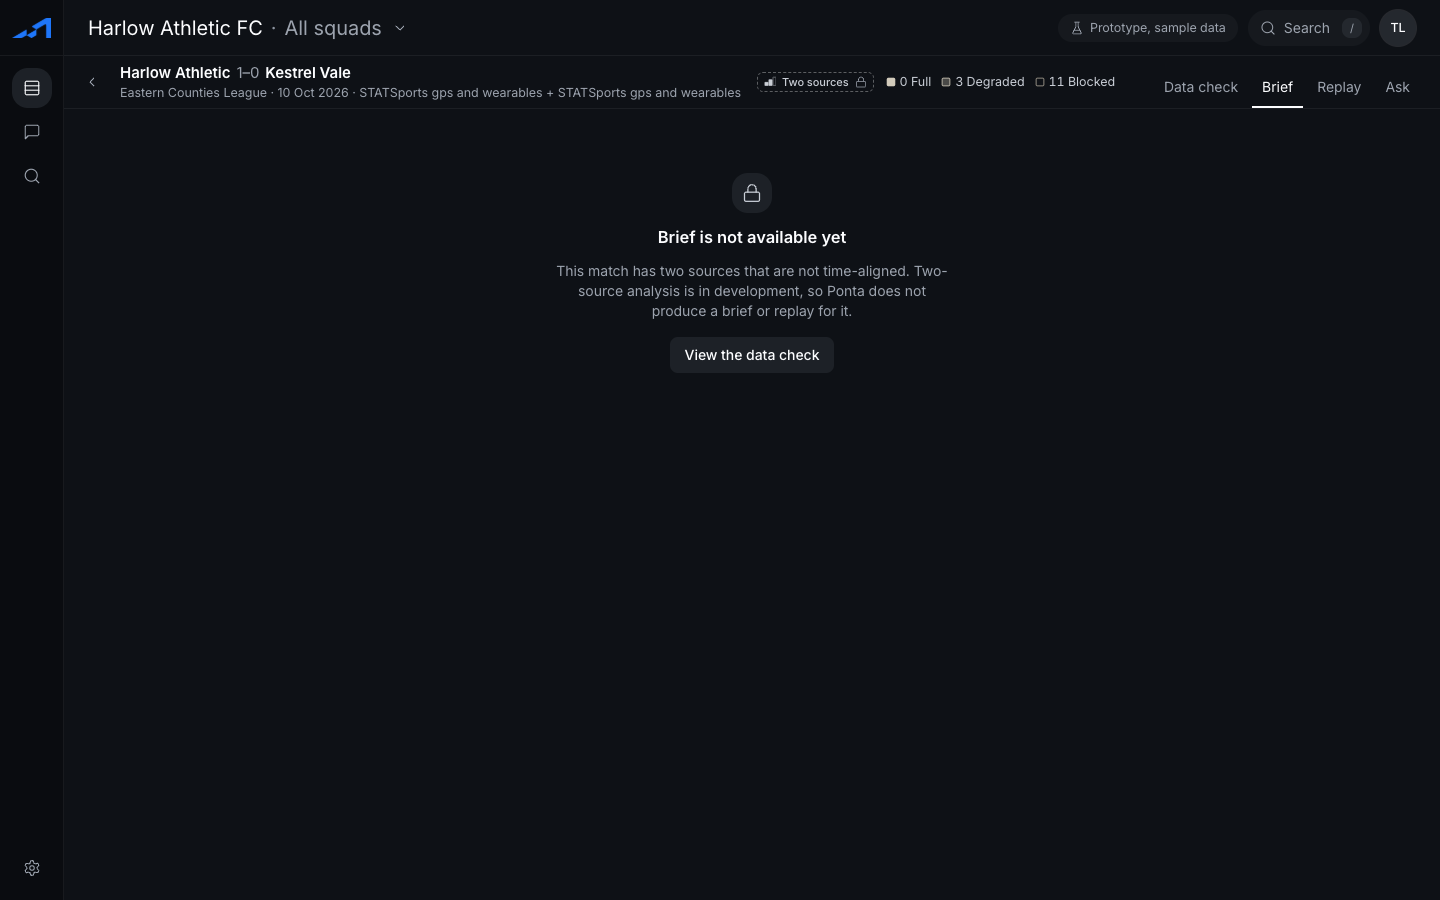 Harlow Athletic FC · All squads
Prototype, sample data
Search /
TL
Harlow Athletic 1–0 Kestrel Vale
Eastern Counties League · 10 Oct 2026 · STATSports gps and wearables + STATSports gps and wearables
Two sources
0 Full
3 Degraded
11 Blocked
Data check
Brief
Replay
Ask
Brief is not available yet
This match has two sources that are not time-aligned. Two-
source analysis is in development, so Ponta does not
produce a brief or replay for it.
View the data check